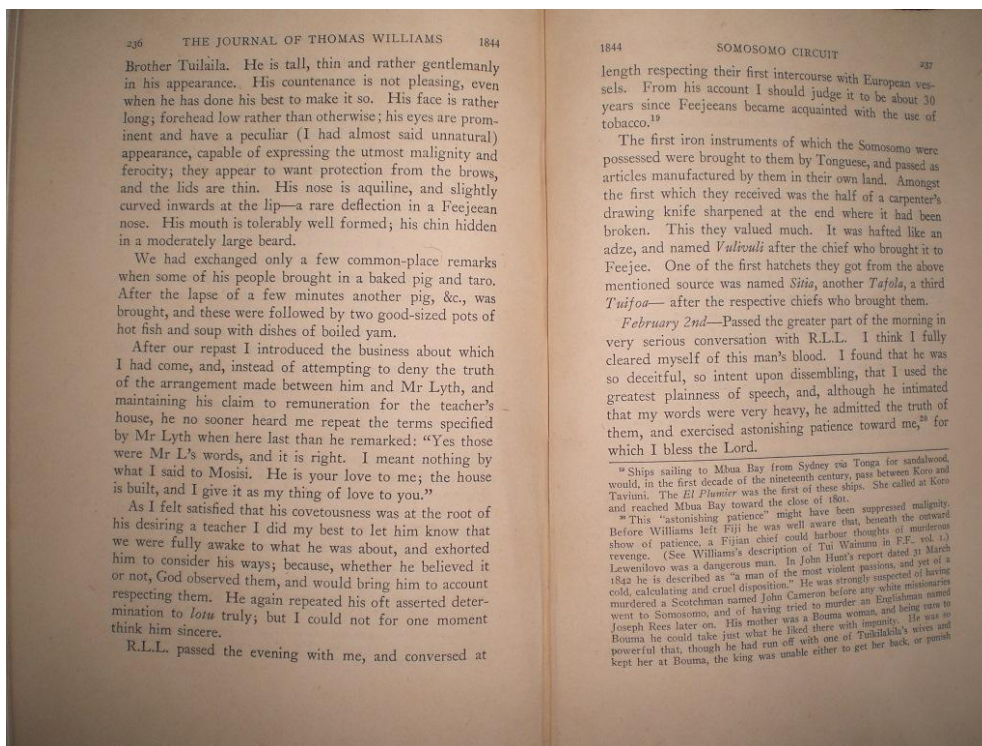 236 THE JOURNAL OF THOMAS WILLIAMS 1844
Brother Tuilaila. He is tall, thin and rather gentlemanly
in his appearance. His countenance is not pleasing, even
when he has done his best to make it so. His face is rather
long; forehead low rather than otherwise; his eyes are prom-
inent and have a peculiar (I had almost said unnatural)
appearance, capable of expressing the utmost malignity and
ferocity; they appear to want protection from the brows,
and the lids are thin. His nose is aquiline, and slightly
curved inwards at the lip—a rare deflection in a Feejeean
nose. His mouth is tolerably well formed; his chin hidden
in a moderately large beard.
We had exchanged only a few common-place remarks
when some of his people brought in a baked pig and taro.
After the lapse of a few minutes another pig, &c., was
brought, and these were followed by two good-sized pots of
hot fish and soup with dishes of boiled yam.
After our repast I introduced the business about which
I had come, and, instead of attempting to deny the truth
of the arrangement made between him and Mr Lyth, and
maintaining his claim to remuneration for the teacher's
house, he no sooner heard me repeat the terms specified
by Mr Lyth when here last than he remarked: "Yes those
were Mr L's words, and it is right. I meant nothing by
what I said to Mosisi. He is your love to me; the house
is built, and I give it as my thing of love to you."
As I felt satisfied that his covetousness was at the root of
his desiring a teacher I did my best to let him know that
we were fully awake to what he was about, and exhorted
him to consider his ways; because, whether he believed it
or not, God observed them, and would bring him to account
respecting them. He again repeated his oft asserted deter-
mination to lotu truly; but I could not for one moment
think him sincere.
R.L.L. passed the evening with me, and conversed at
1844 SOMOSOMO CIRCUIT 237
length respecting their first intercourse with European ves-
sels. From his account I should judge it to be about 30
years since Feejeeans became acquainted with the use of
tobacco.19
The first iron instruments of which the Somosomo were
possessed were brought to them by Tonguese, and passed as
articles manufactured by them in their own land. Amongst
the first which they received was the half of a carpenter's
drawing knife sharpened at the end where it had been
broken. This they valued much. It was hafted like an
adze, and named Vulivuli after the chief who brought it to
Feejee. One of the first hatchets they got from the above
mentioned source was named Sitia, another Tafola, a third
Tuifoa— after the respective chiefs who brought them.
February 2nd—Passed the greater part of the morning in
very serious conversation with R.L.L. I think I fully
cleared myself of this man's blood. I found that he was
so deceitful, so intent upon dissembling, that I used the
greatest plainness of speech, and, although he intimated
that my words were very heavy, he admitted the truth of
them, and exercised astonishing patience toward me,20 for
which I bless the Lord.
19 Ships sailing to Mbua Bay from Sydney via Tonga for sandalwood,
would, in the first decade of the nineteenth century, pass between Koro and
Taviuni. The El Plumier was the first of these ships. She called at Koro
and reached Mbua Bay toward the close of 1801.
20 This "astonishing patience" might have been suppressed malignity.
Before Williams left Fiji he was well aware that, beneath the outward
show of patience, a Fijian chief could harbour thoughts of murderous
revenge. (See Williams's description of Tui Wainunu in F.F., vol. 1.)
Lewenilovo was a dangerous man. In John Hunt's report dated 31 March
1842 he is described as "a man of the most violent passions, and yet of a
cold, calculating and cruel disposition." He was strongly suspected of having
murdered a Scotchman named John Cameron before any white missionaries
went to Somosomo, and of having tried to murder an Englishman named
Joseph Rees later on. His mother was a Bouma woman, and being vasu to
Bouma he could take just what he liked there with impunity. He was so
powerful that, though he had run off with one of Tuikilakila's wives and
kept her at Bouma, the king was unable either to get her back, or punish